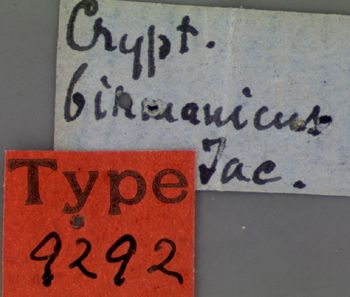 Crypt.
birmanicus
Jac.
Type
9292